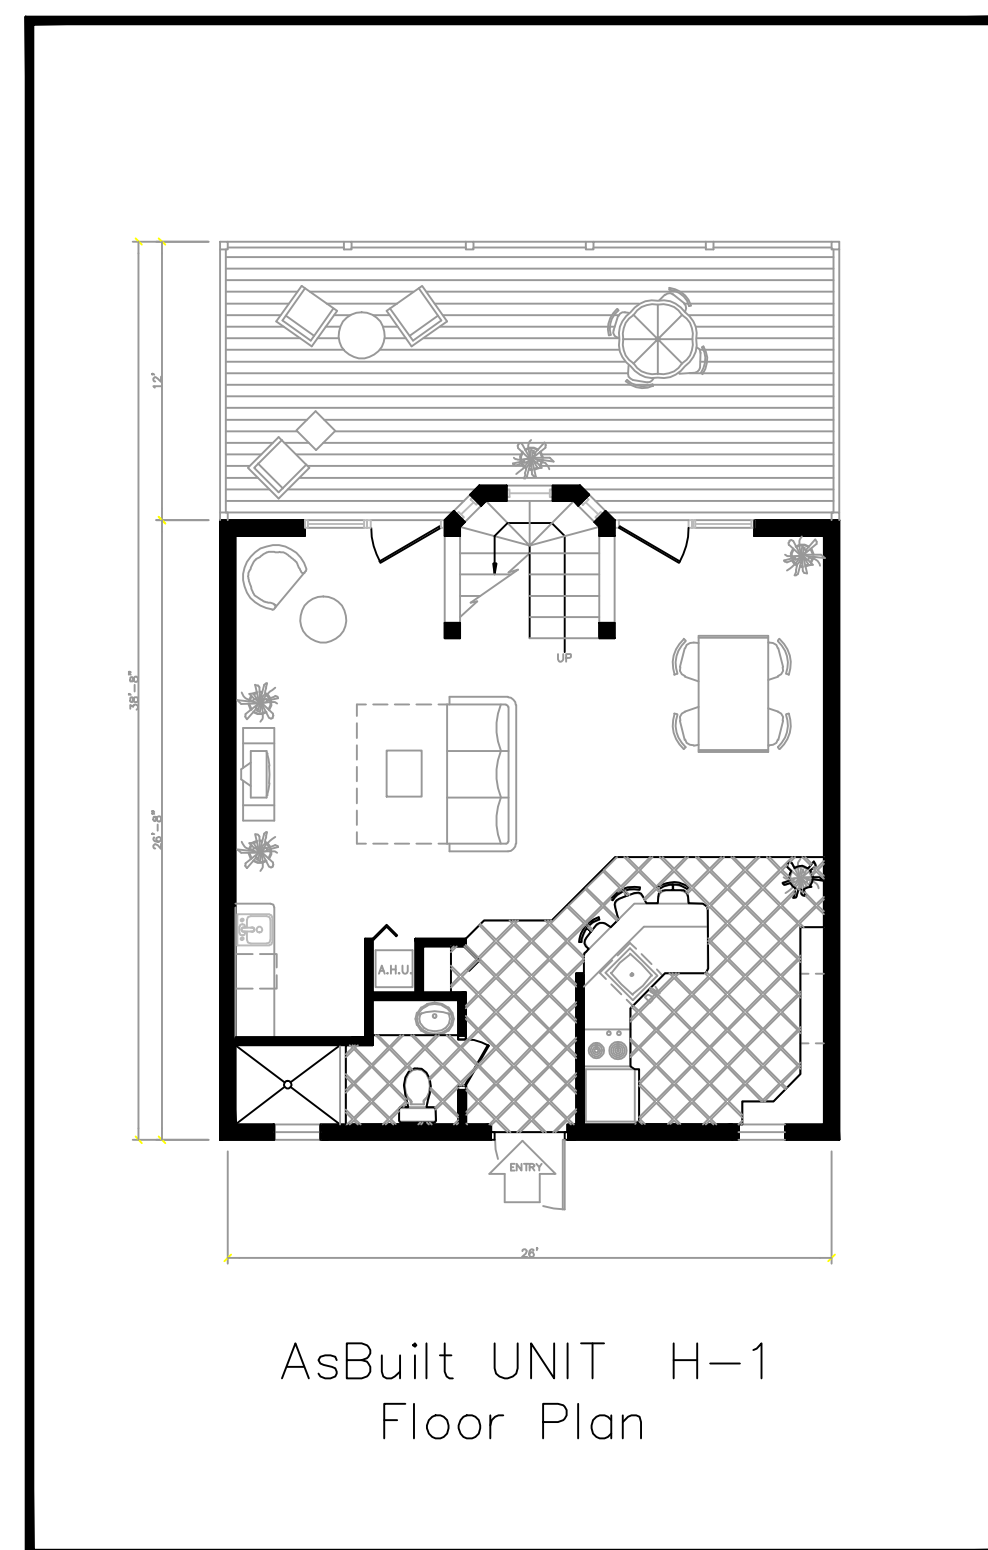 12'
38'-8"
26'-8"
UP
A.H.U.
ENTRY
26'
AsBuilt UNIT H-1
Floor Plan